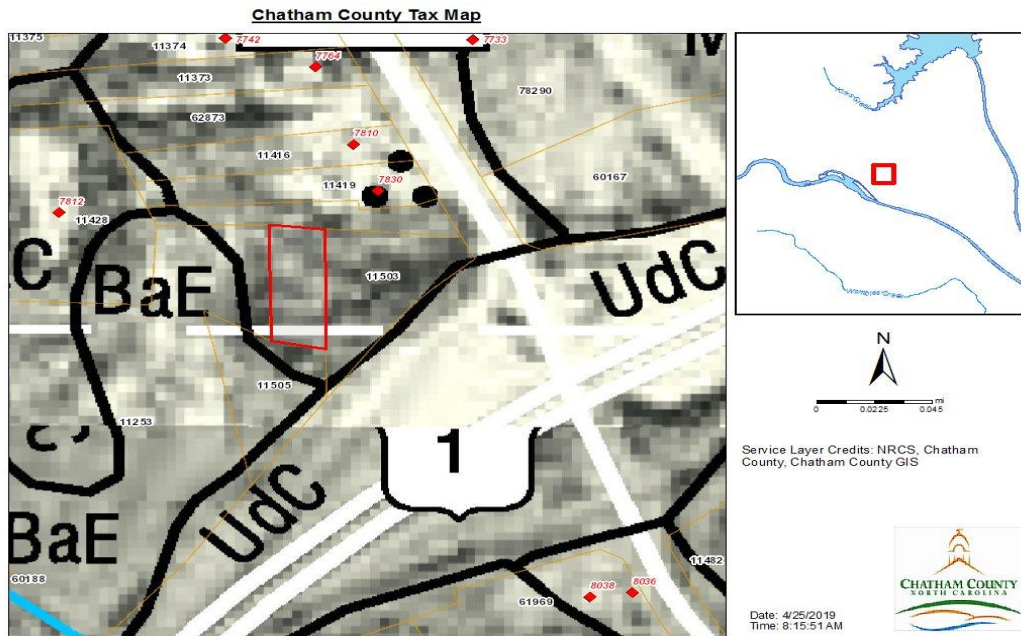 Chatham County Tax Map
11375
11374
7742
7733
7764
11373
78290
62873
7810
11416
60167
11419
7830
7812
11428
C
BaE
11503
UdC
11505
11253
1
UdC
BaE
60188
11482
8038
8036
61969
N
mi
0 0.0225 0.045
Service Layer Credits: NRCS, Chatham
County, Chatham County GIS
CHATHAM COUNTY
NORTH CAROLINA
Date: 4/25/2019
Time: 8:15:51 AM